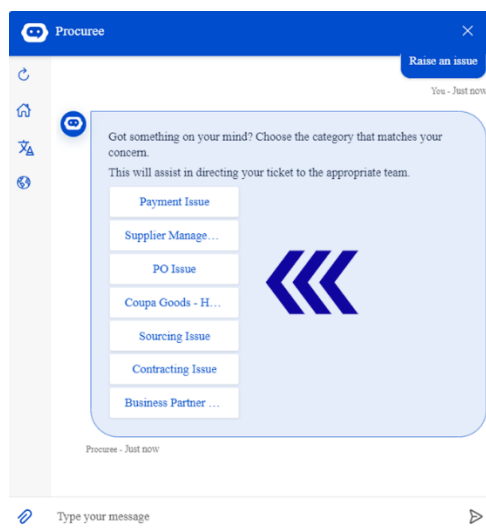 Procuree
Raise an issue
You - Just now
Got something on your mind? Choose the category that matches your
concern.
This will assist in directing your ticket to the appropriate team.
Payment Issue
Supplier Manage...
PO Issue
Coupa Goods - H...
Sourcing Issue
Contracting Issue
Business Partner ...
Procuree - Just now
Type your message